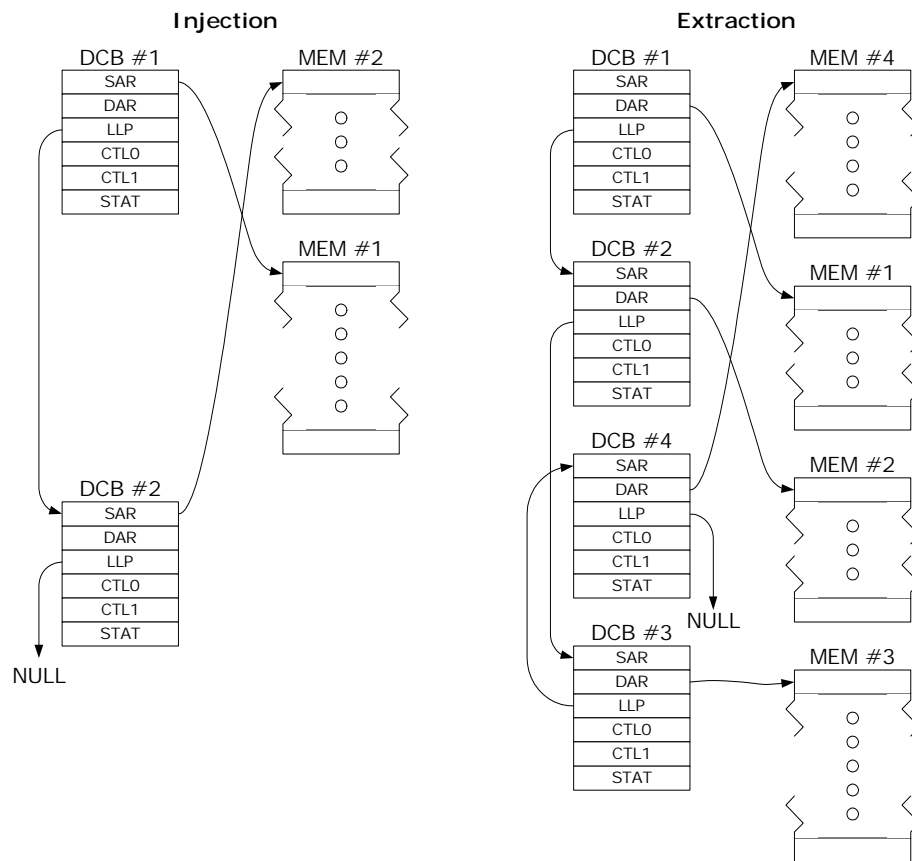 Injection
DCB #1
SAR
DAR
LLP
CTL0
CTL1
STAT
MEM #2
MEM #1
DCB #2
SAR
DAR
LLP
CTL0
CTL1
STAT
NULL
Extraction
DCB #1
SAR
DAR
LLP
CTL0
CTL1
STAT
MEM #4
DCB #2
SAR
DAR
LLP
CTL0
CTL1
STAT
MEM #1
DCB #4
SAR
DAR
LLP
CTL0
CTL1
STAT
NULL
MEM #2
DCB #3
SAR
DAR
LLP
CTL0
CTL1
STAT
MEM #3